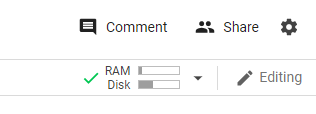 Comment Share
RAM
Disk
Editing